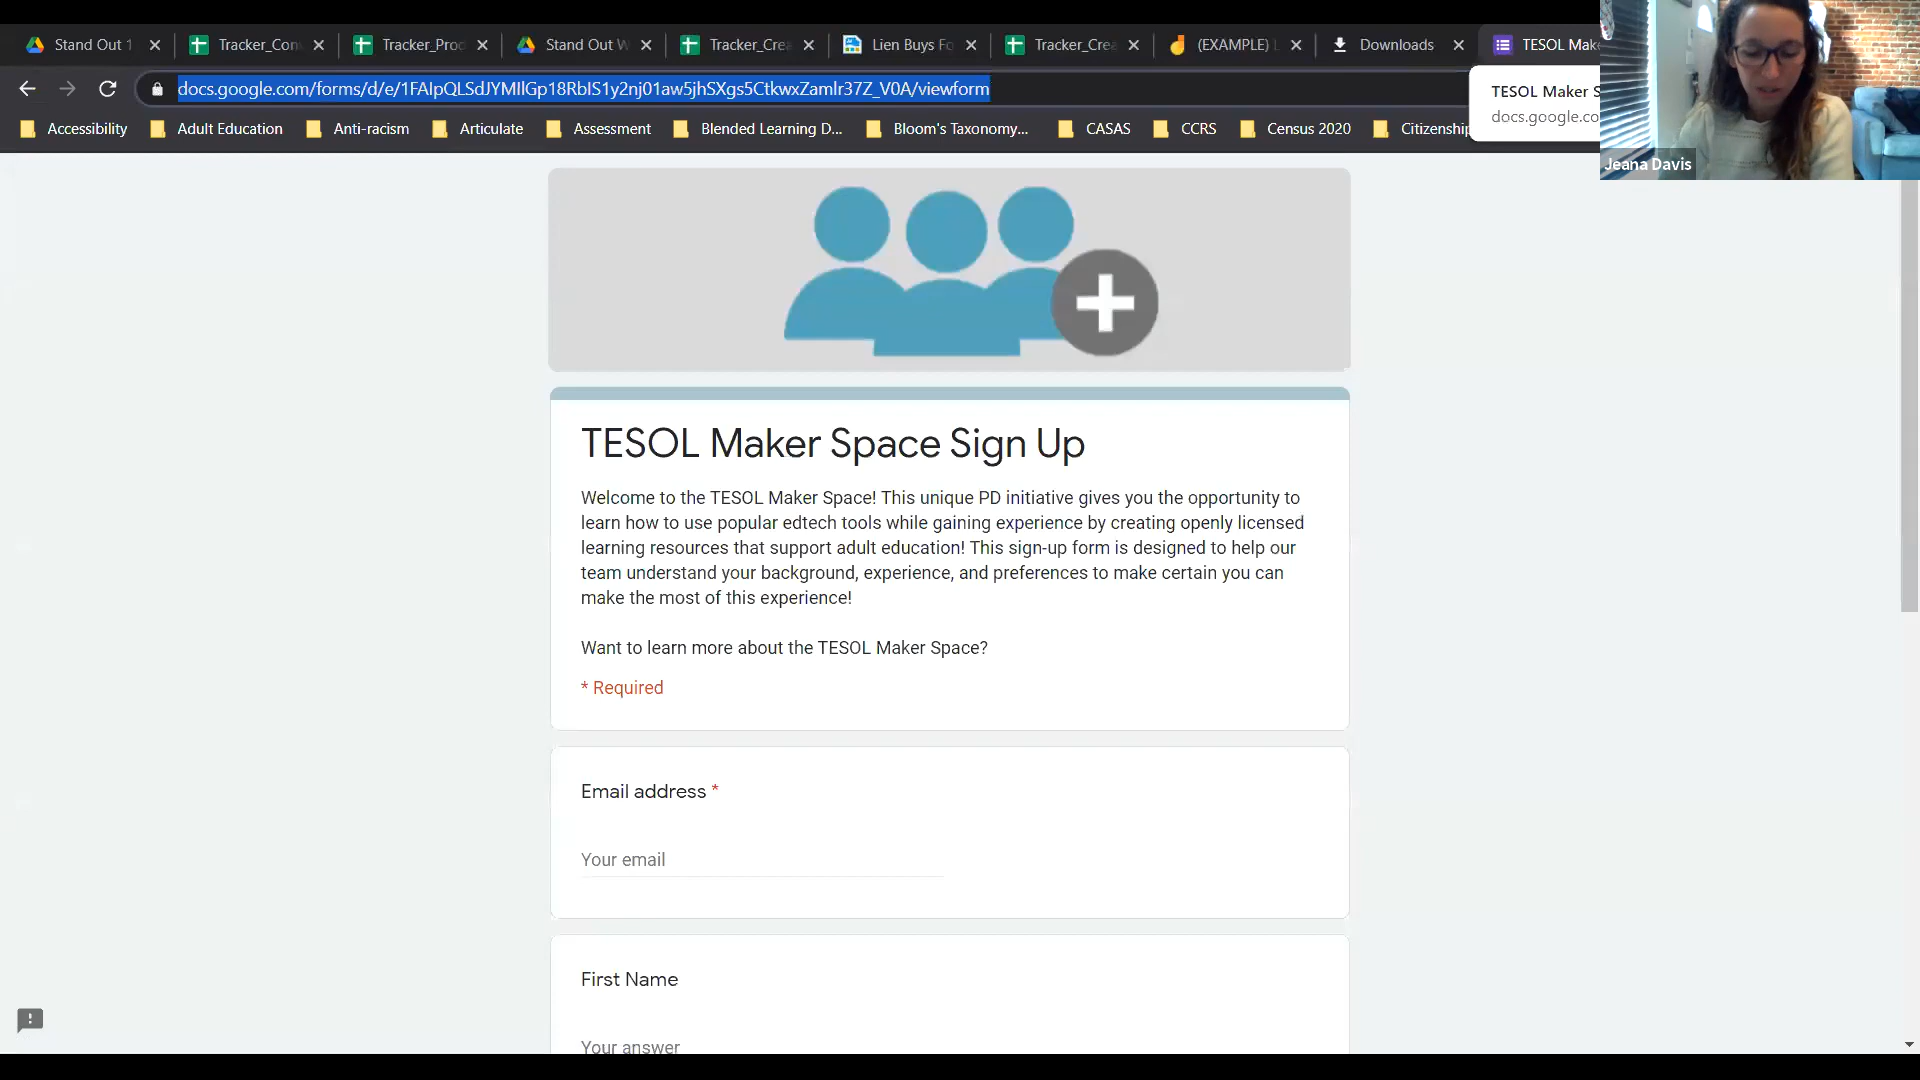 Stand Out 1
Tracker_Con
Tracker_Prod
Stand Out W
Tracker_Crea
Lien Buys Fo
Tracker_Crea
(EXAMPLE)
Downloads
TESOL Make
docs.google.com/forms/d/e/1FAIpQLSdJYMIlGp18RbIS1y2nj01aw5jhSXgs5CtkwxZamIr37Z_V0A/viewform
TESOL Maker S
docs.google.co
Accessibility
Adult Education
Anti-racism
Articulate
Assessment
Blended Learning D...
Bloom's Taxonomy...
CASAS
CCRS
Census 2020
Citizenship
Jeana Davis
TESOL Maker Space Sign Up
Welcome to the TESOL Maker Space! This unique PD initiative gives you the opportunity to
learn how to use popular edtech tools while gaining experience by creating openly licensed
learning resources that support adult education! This sign-up form is designed to help our
team understand your background, experience, and preferences to make certain you can
make the most of this experience!
Want to learn more about the TESOL Maker Space?
* Required
Email address *
Your email
First Name
Your answer